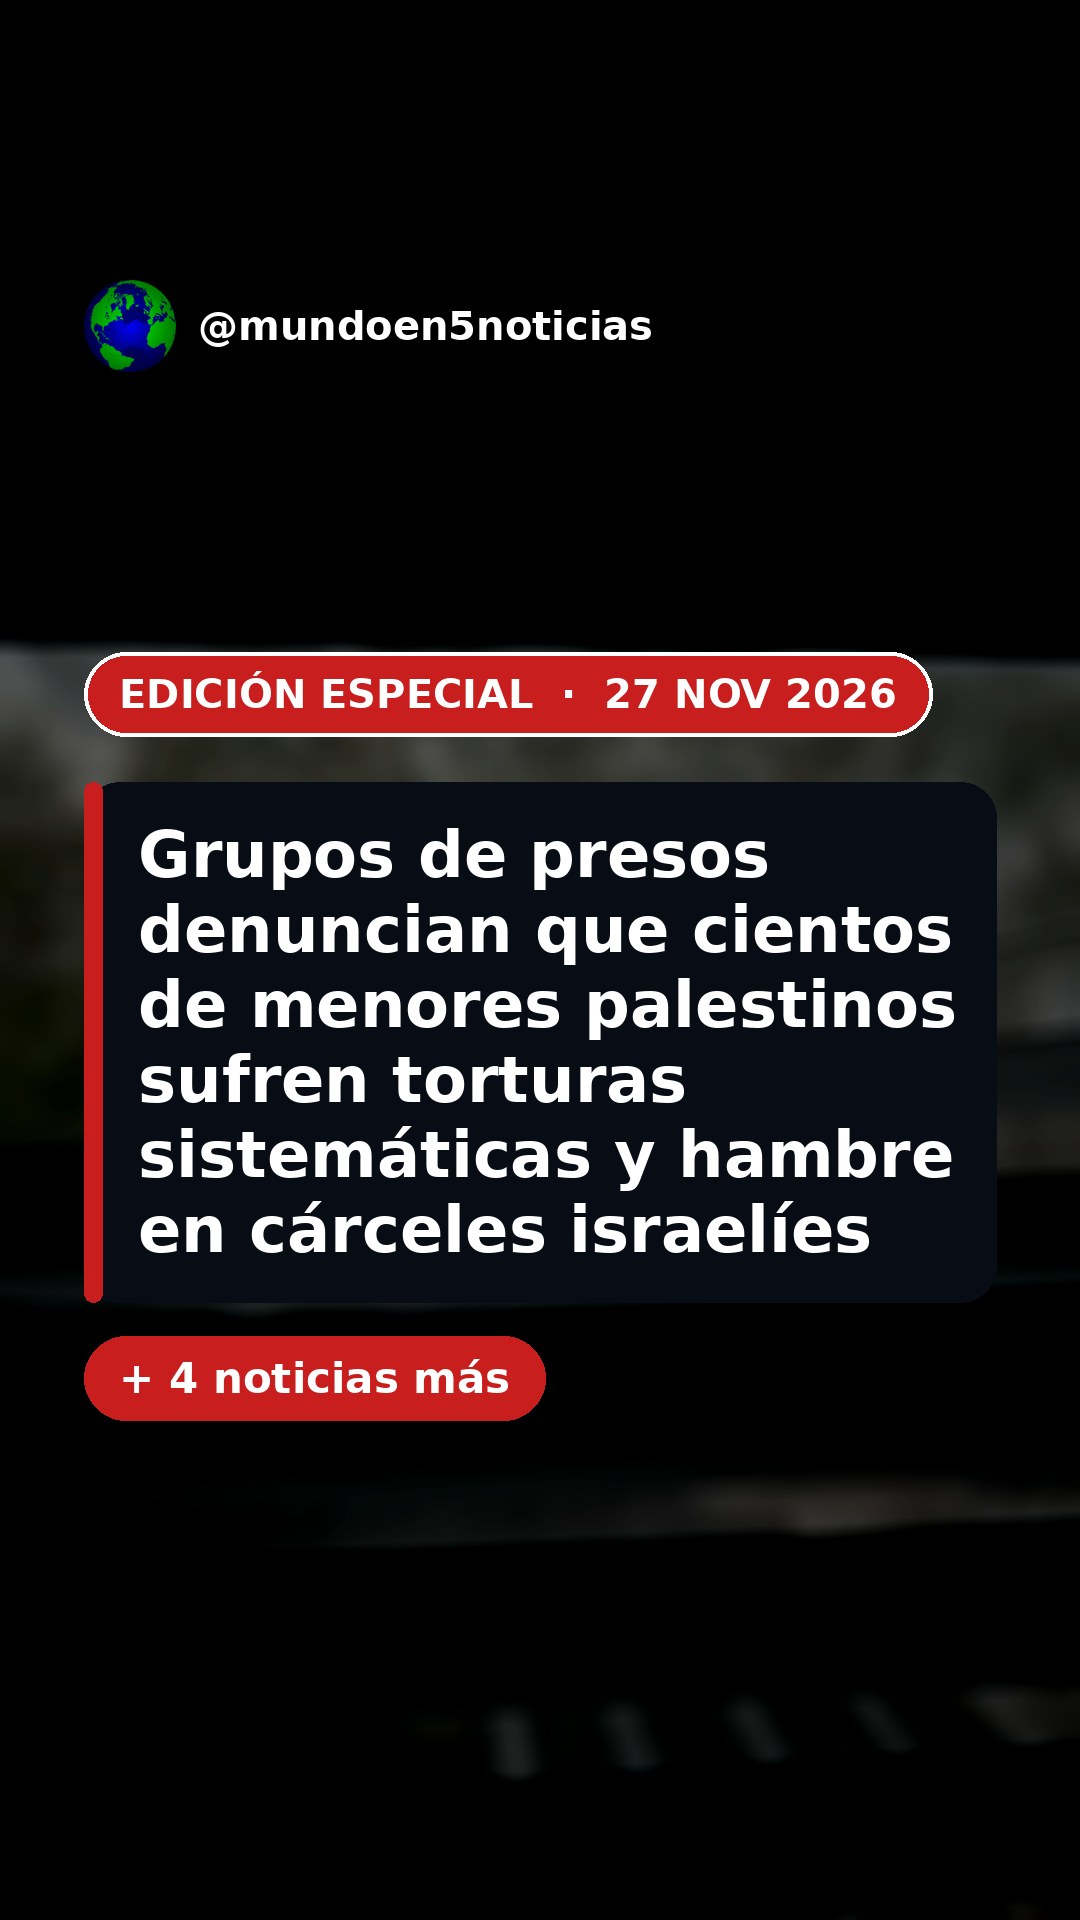 @mundoen5noticias
EDICIÓN ESPECIAL · 27 NOV 2026
Grupos de presos
denuncian que cientos
de menores palestinos
sufren torturas
sistemáticas y hambre
en cárceles israelíes
+ 4 noticias más